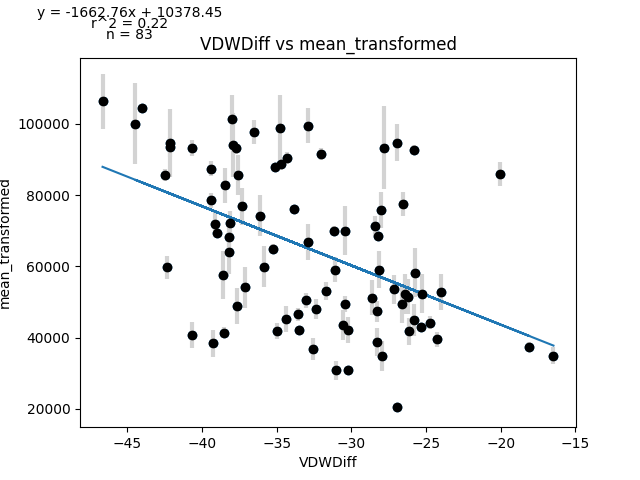 y = -1662.76x + 10378.45
r^2 = 0.22
n = 83
VDWDiff vs mean_transformed
mean_transformed
100000
80000
60000
40000
20000
−45 −40 −35 −30 −25 −20 −15
VDWDiff